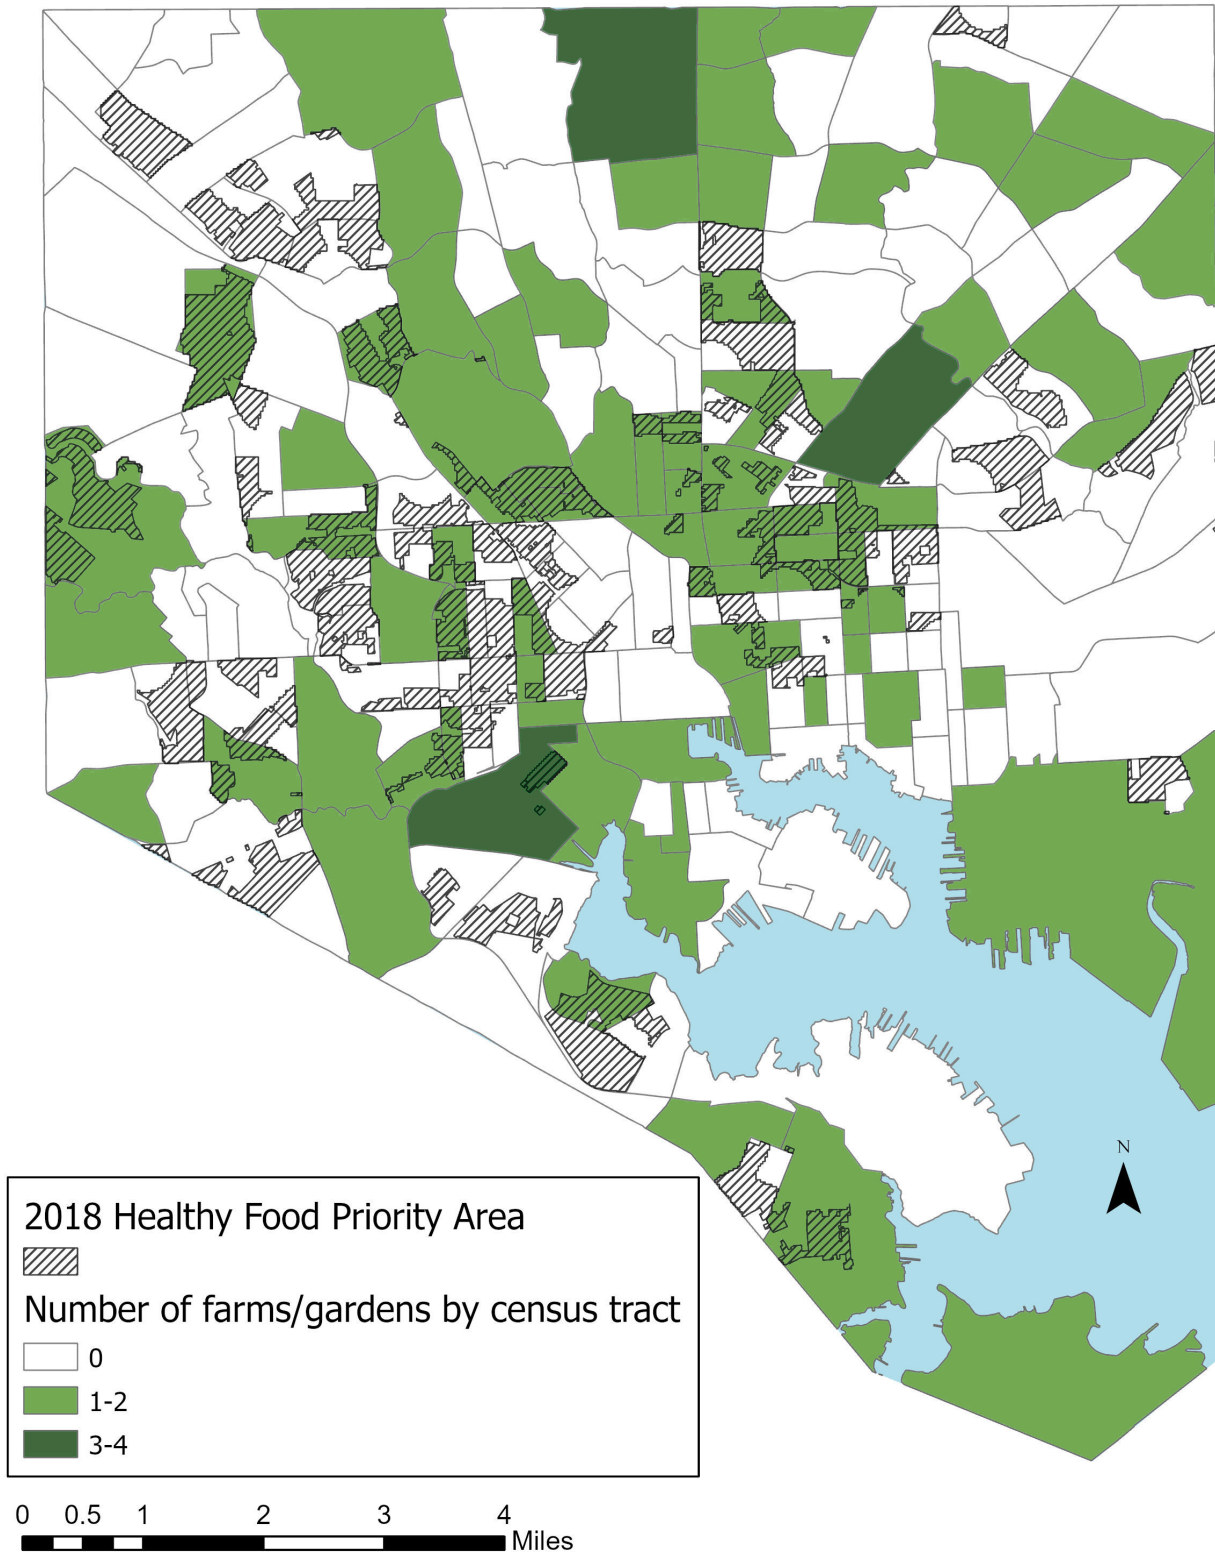 N
2018 Healthy Food Priority Area
Number of farms/gardens by census tract
0
1-2
3-4
0 0.5 1 2 3 4
Miles